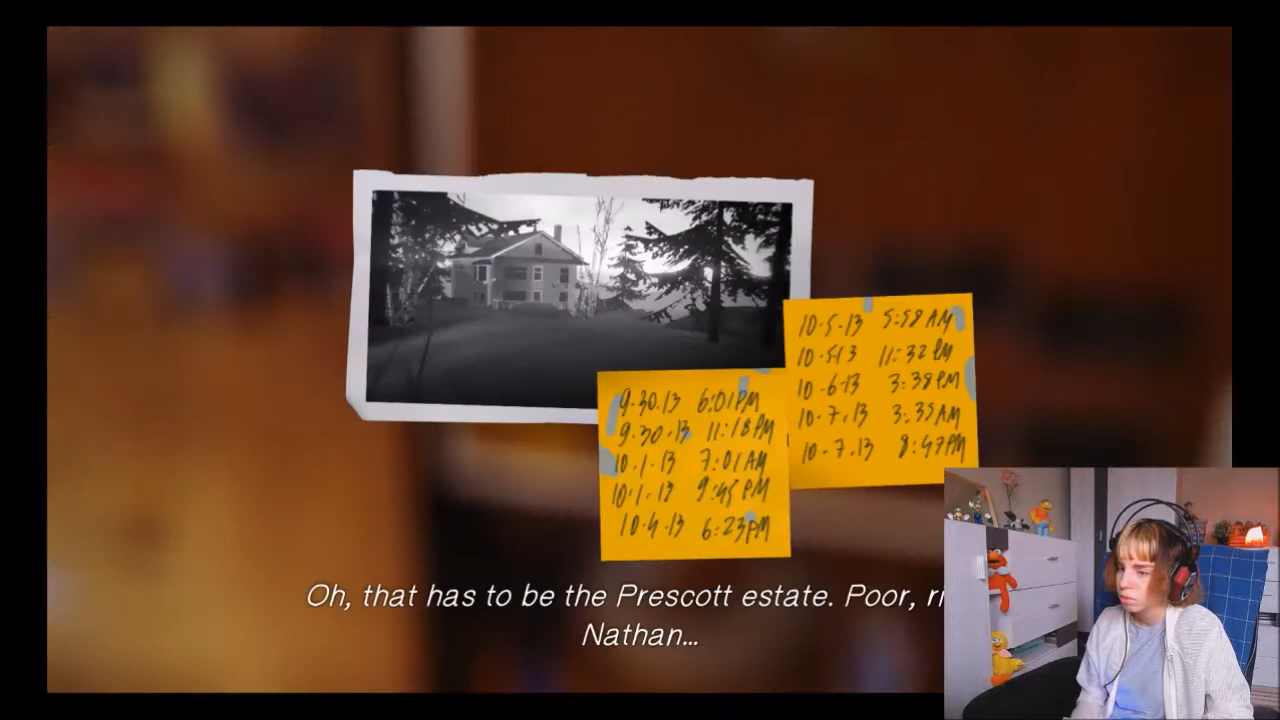 10-5-13 5:58 AM
10-5-13 11:32 PM
10-6-13 3:38 PM
10-7-13 3:35 AM
10-7-13 8:47 PM
9-30-13 6:01 PM
9-30-13 11:18 PM
10-1-13 7:01 AM
10-1-13 9:45 PM
10-4-13 6:23 PM
Oh, that has to be the Prescott estate. Poor,
Nathan...